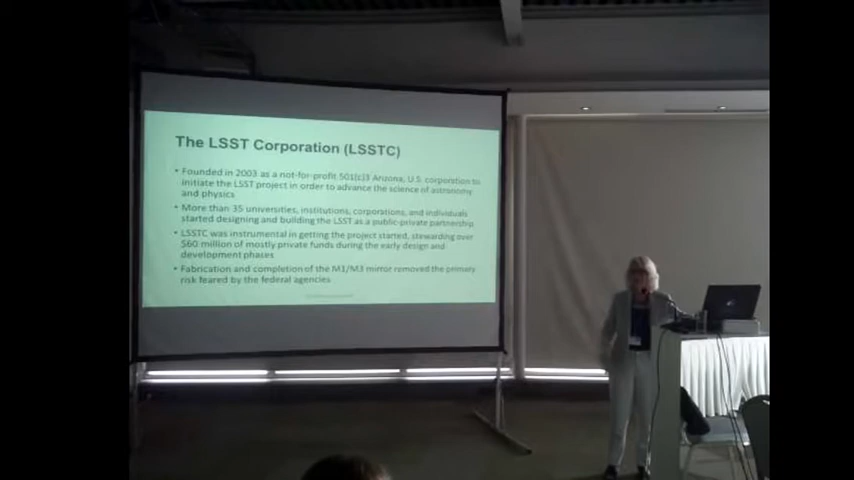 The LSST Corporation (LSSTC)
• Founded in 2003 as a not-for-profit 501(c)3 Arizona, U.S. corporation to
initiate the LSST project in order to advance the science of astronomy
and physics
• More than 35 universities, institutions, corporations, and individuals
started designing and building the LSST as a public-private partnership
• LSSTC was instrumental in getting the project started, stewarding over
$60 million of mostly private funds during the early design and
development phases
• Fabrication and completion of the M1/M3 mirror removed the primary
risk feared by the federal agencies